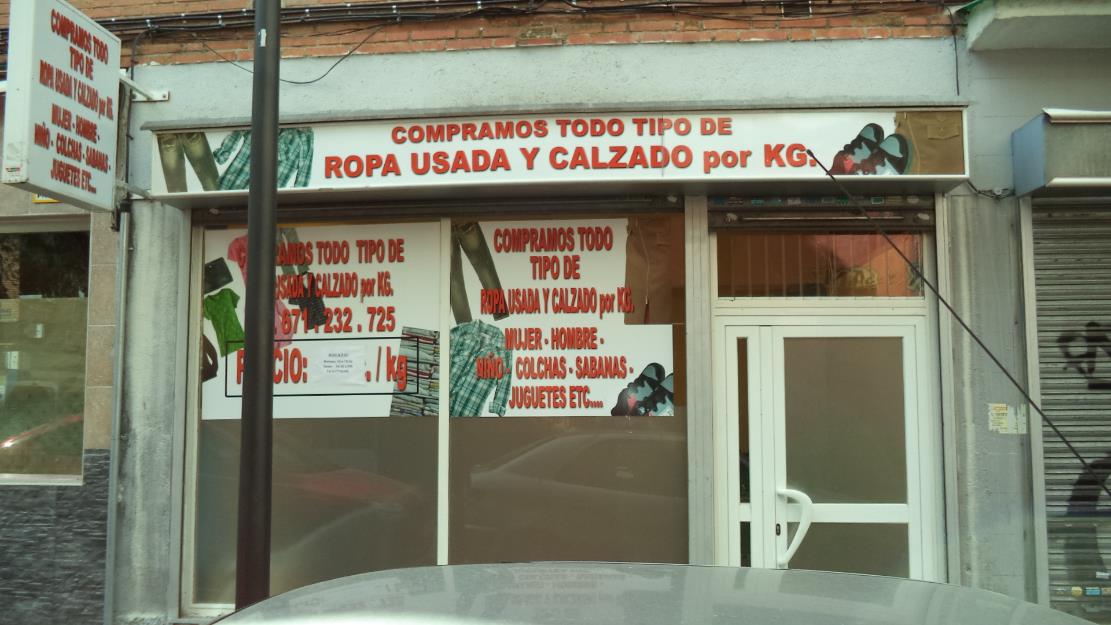 COMPRAMOS TODO
TIPO DE
ROPA USADA Y CALZADO por KG.
MUJER - HOMBRE -
NIÑO - COLCHAS - SABANAS -
JUGUETES ETC....
COMPRAMOS TODO TIPO DE
ROPA USADA Y CALZADO por KG.
TODO TIPO DE
USADA Y CALZADO por KG.
671 . 232 . 725
. / kg
COMPRAMOS TODO
TIPO DE
ROPA USADA Y CALZADO por KG.
MUJER - HOMBRE -
NIÑO - COLCHAS - SABANAS -
JUGUETES ETC....